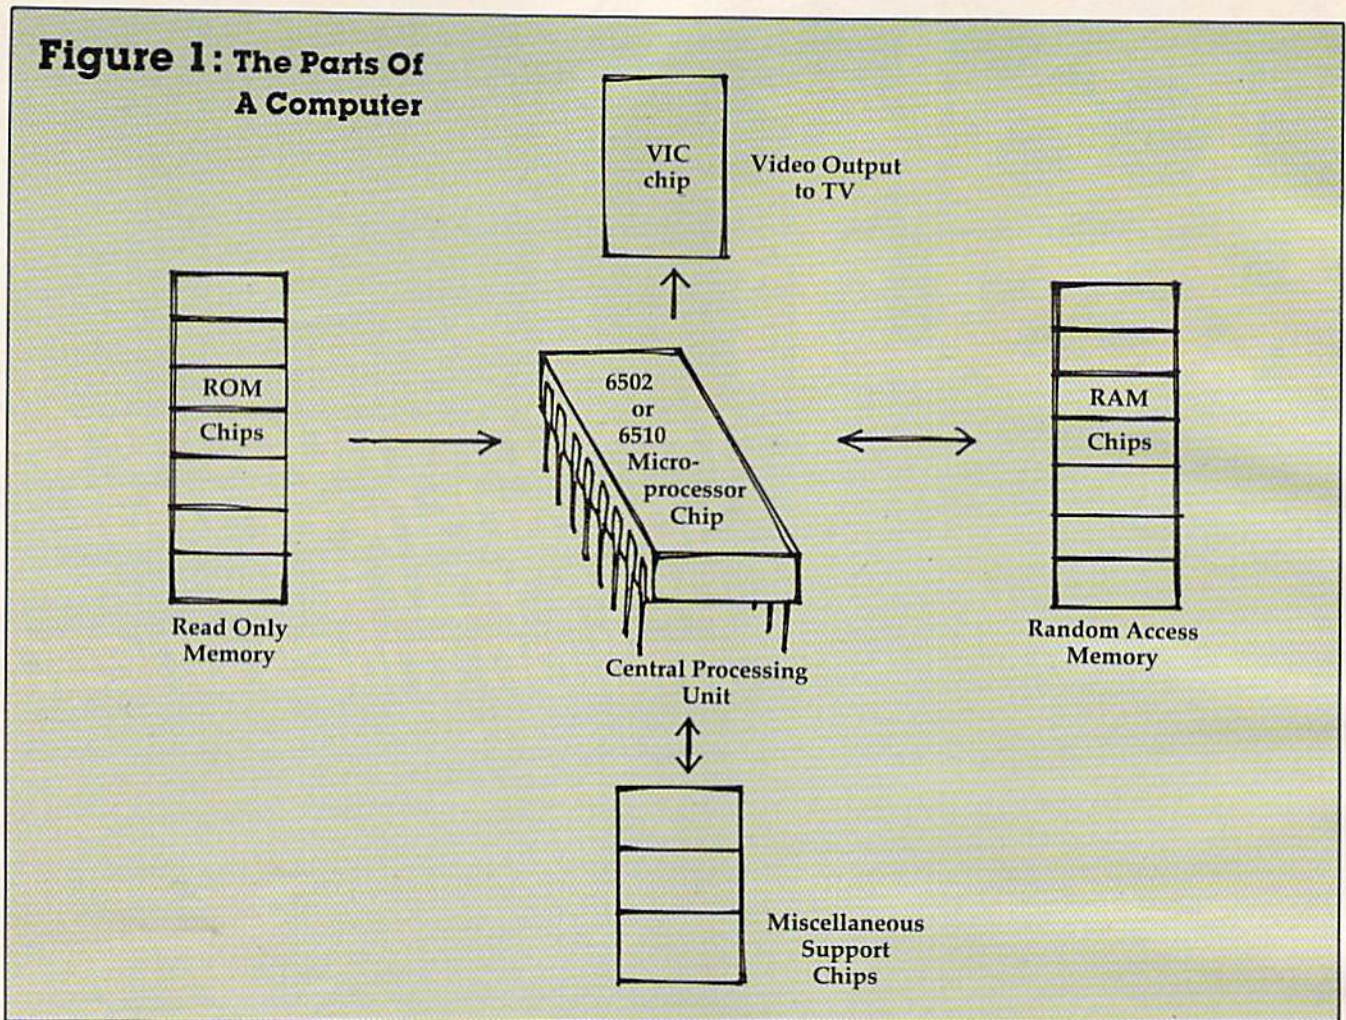 Figure 1: The Parts Of
A Computer
VIC
chip
Video Output
to TV
ROM
Chips
Read Only
Memory
6502
or
6510
Micro-
processor
Chip
Central Processing
Unit
RAM
Chips
Random Access
Memory
Miscellaneous
Support
Chips